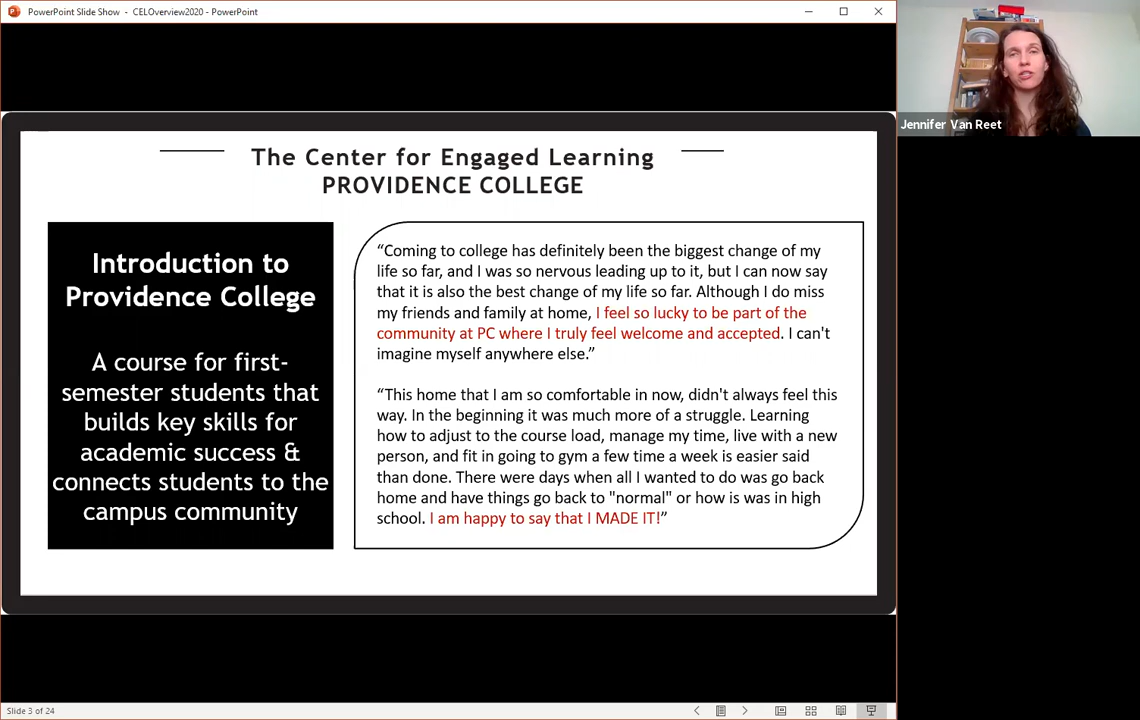 PowerPoint Slide Show - CELOverview2020 - PowerPoint
Jennifer Van Reet
The Center for Engaged Learning
PROVIDENCE COLLEGE
Introduction to
Providence College
A course for first-
semester students that
builds key skills for
academic success &
connects students to the
campus community
“Coming to college has definitely been the biggest change of my
life so far, and I was so nervous leading up to it, but I can now say
that it is also the best change of my life so far. Although I do miss
my friends and family at home, I feel so lucky to be part of the
community at PC where I truly feel welcome and accepted. I can't
imagine myself anywhere else.”
“This home that I am so comfortable in now, didn't always feel this
way. In the beginning it was much more of a struggle. Learning
how to adjust to the course load, manage my time, live with a new
person, and fit in going to gym a few time a week is easier said
than done. There were days when all I wanted to do was go back
home and have things go back to "normal" or how is was in high
school. I am happy to say that I MADE IT!”
Slide 3 of 24